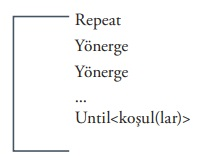 Repeat
Yönerge
Yönerge
...
Until<koşul(lar)>